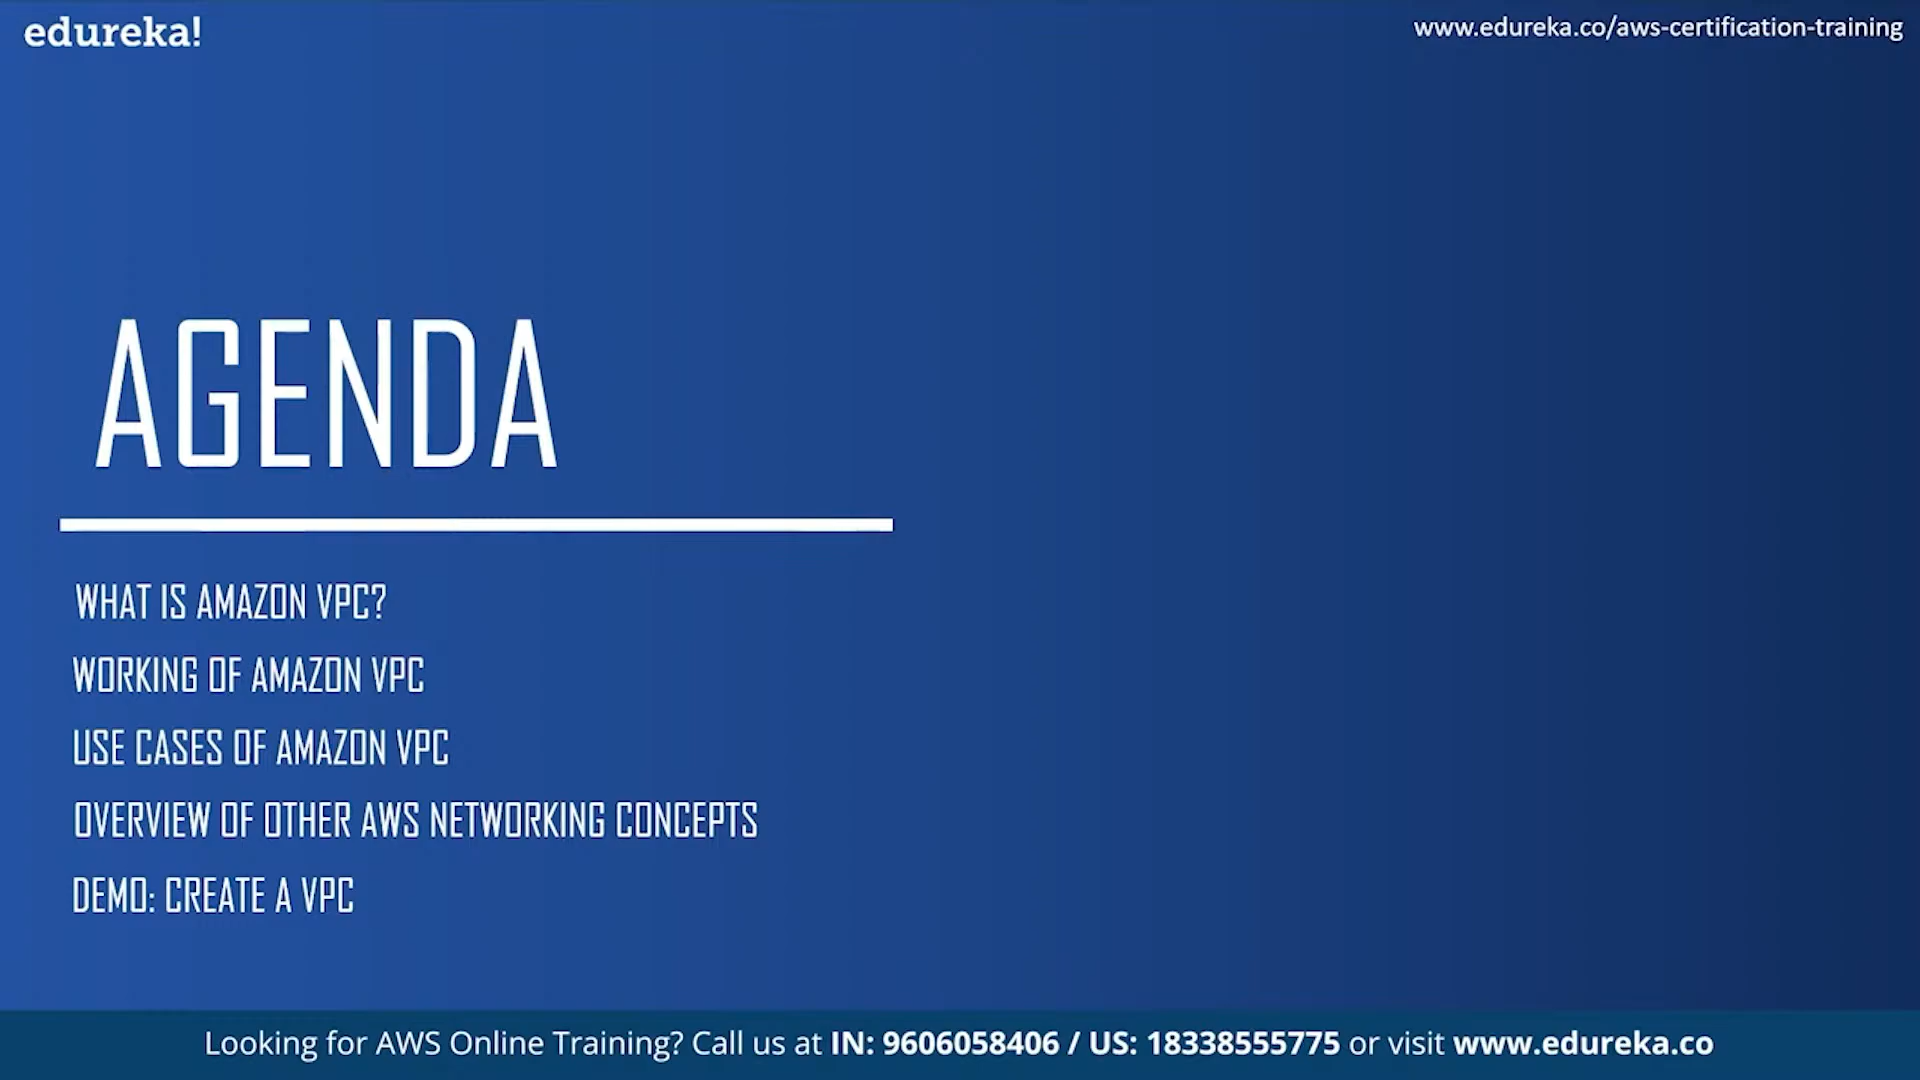 edureka!
www.edureka.co/aws-certification-training
AGENDA
WHAT IS AMAZON VPC?
WORKING OF AMAZON VPC
USE CASES OF AMAZON VPC
OVERVIEW OF OTHER AWS NETWORKING CONCEPTS
DEMO: CREATE A VPC
Looking for AWS Online Training? Call us at IN: 9606058406 / US: 18338555775 or visit www.edureka.co